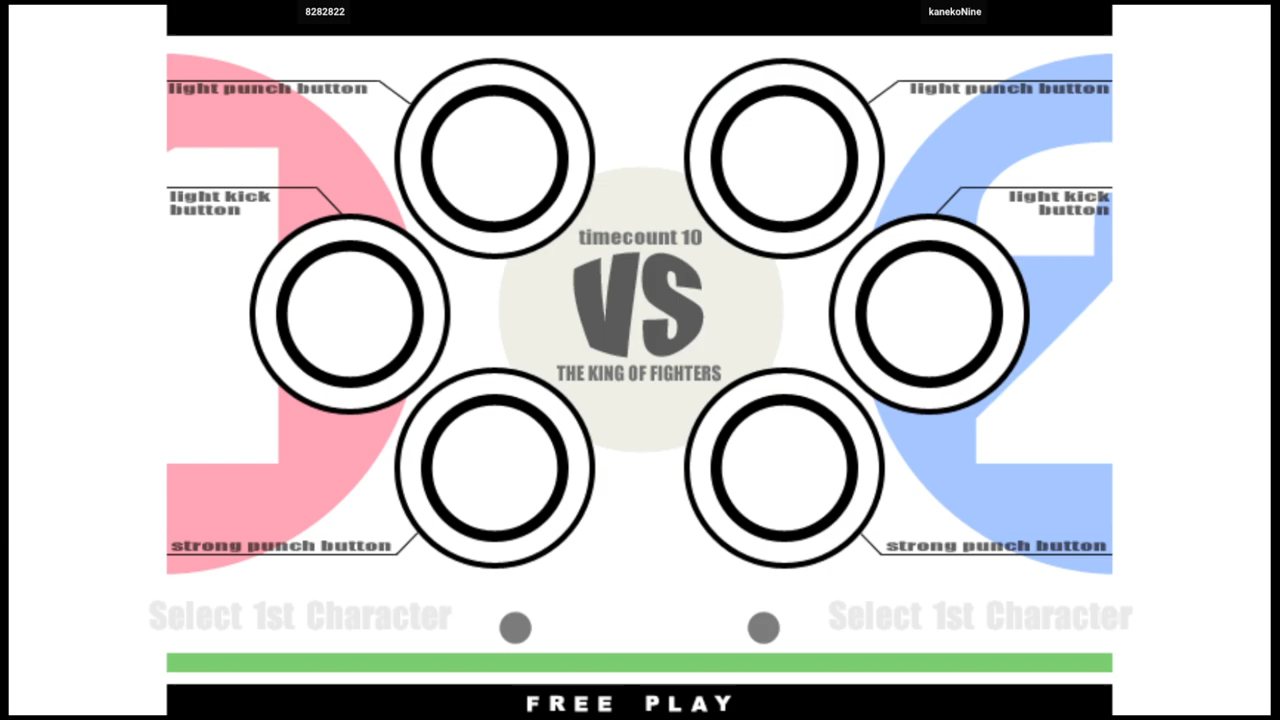 8282822
kanekoNine
light punch button
light punch button
light kick
button
light kick
button
timecount 10
VS
THE KING OF FIGHTERS
strong punch button
strong punch button
Select 1st Character
Select 1st Character
FREE PLAY